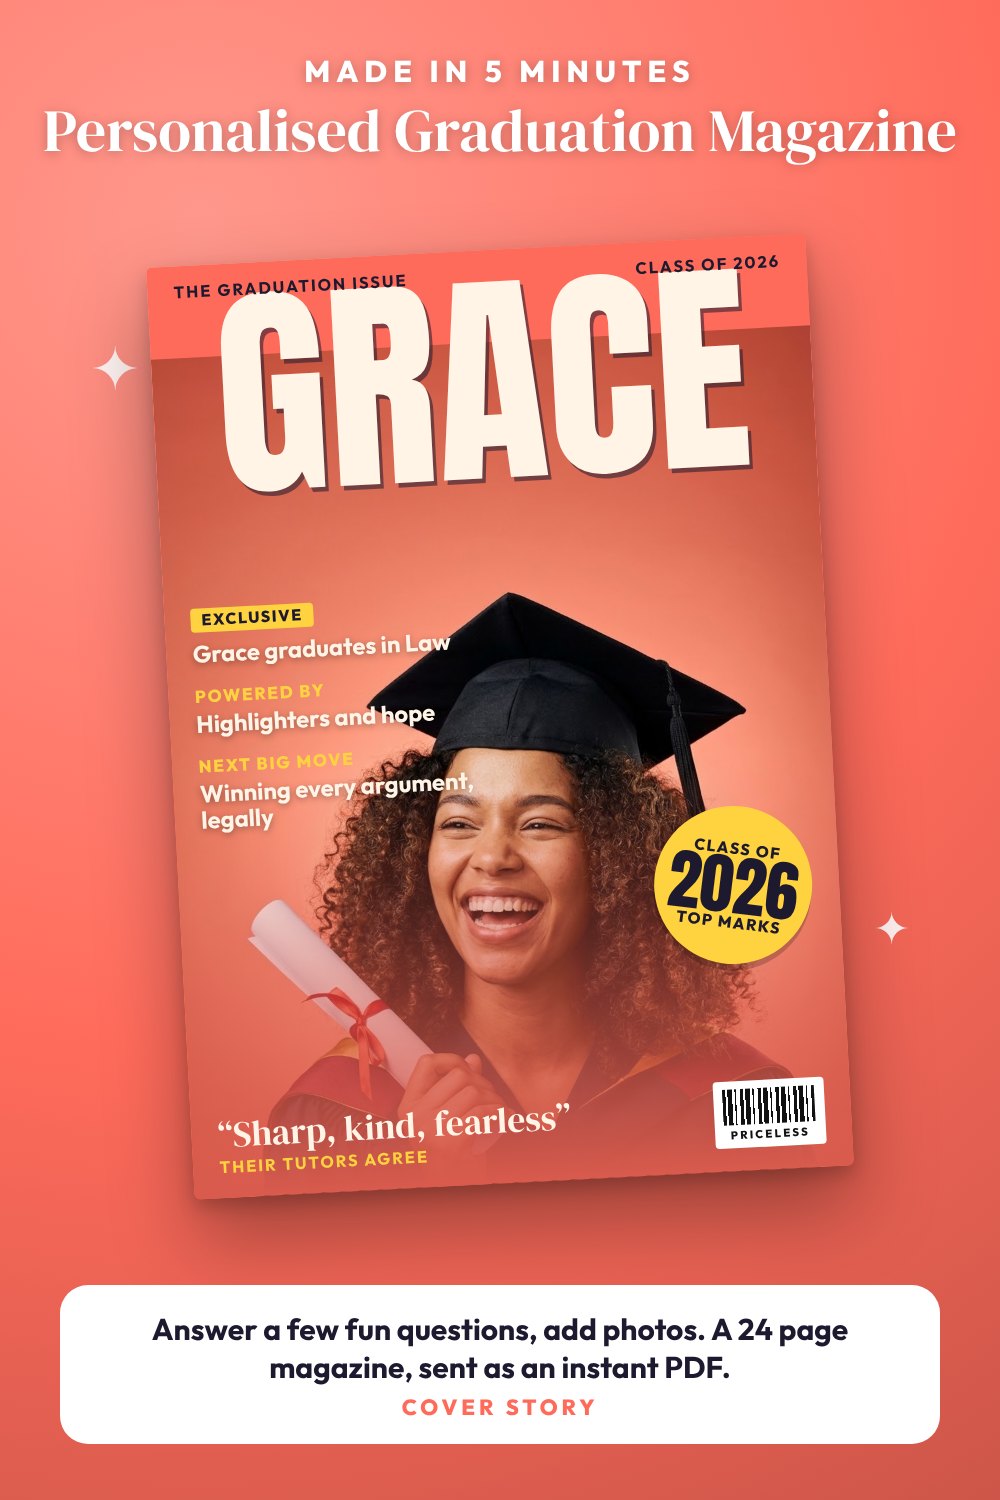 MADE IN 5 MINUTES
Personalised Graduation Magazine
THE GRADUATION ISSUE
CLASS OF 2026
GRACE
EXCLUSIVE
Grace graduates in Law
POWERED BY
Highlighters and hope
NEXT BIG MOVE
Winning every argument,
legally
CLASS OF
2026
TOP MARKS
“Sharp, kind, fearless”
THEIR TUTORS AGREE
PRICELESS
Answer a few fun questions, add photos. A 24 page
magazine, sent as an instant PDF.
COVER STORY